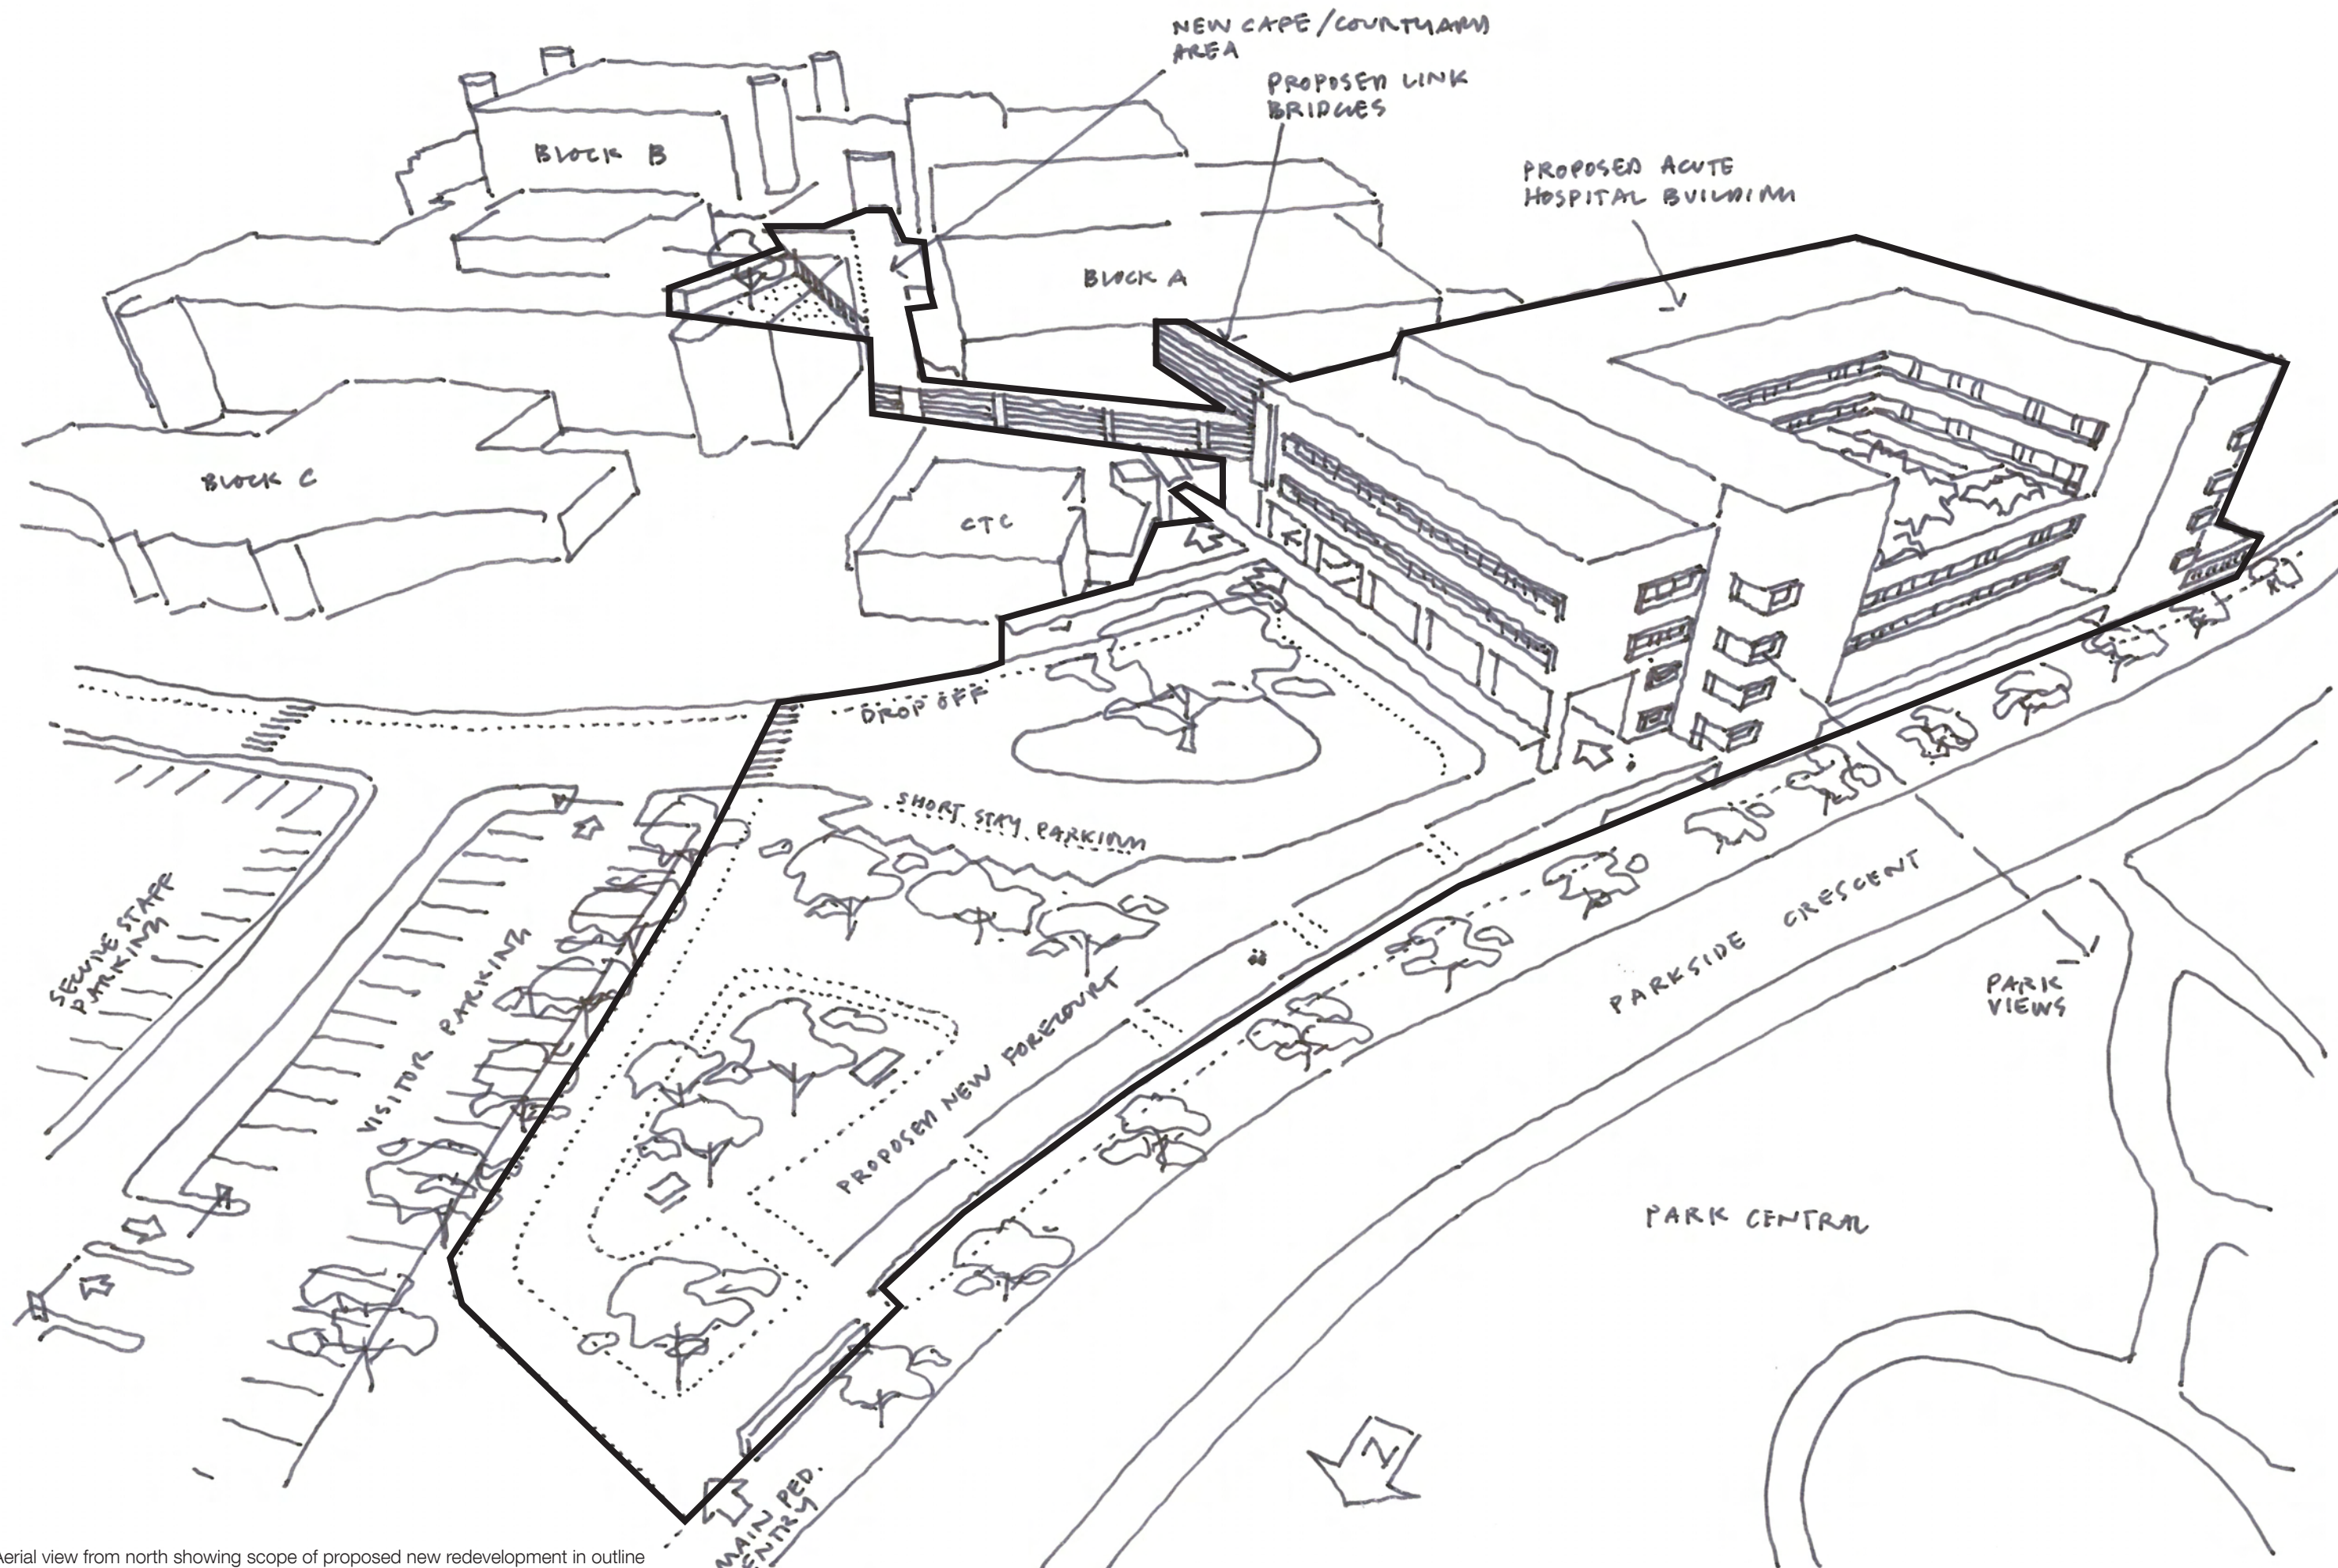 NEW CAFE/COURTYARD
AREA
PROPOSED LINK
BRIDGES
PROPOSED ACUTE
HOSPITAL BUILDING
BLOCK B
BLOCK A
BLOCK C
CTC
DROP OFF
SHORT STAY PARKING
SECURE STAFF
PARKING
VISITOR PARKING
PROPOSED NEW FORECOURT
PARKSIDE CRESCENT
PARK
VIEWS
PARK CENTRAL
N
MAIN PED.
ENTRY
Aerial view from north showing scope of proposed new redevelopment in outline